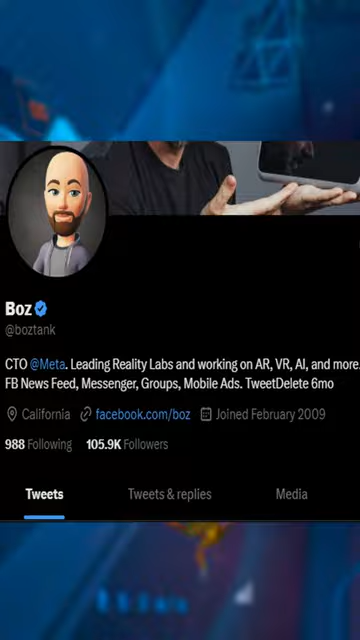 Boz
@boztank
CTO @Meta. Leading Reality Labs and working on AR, VR, AI, and more.
FB News Feed, Messenger, Groups, Mobile Ads. TweetDelete 6mo
California facebook.com/boz Joined February 2009
988 Following 105.9K Followers
Tweets Tweets & replies Media